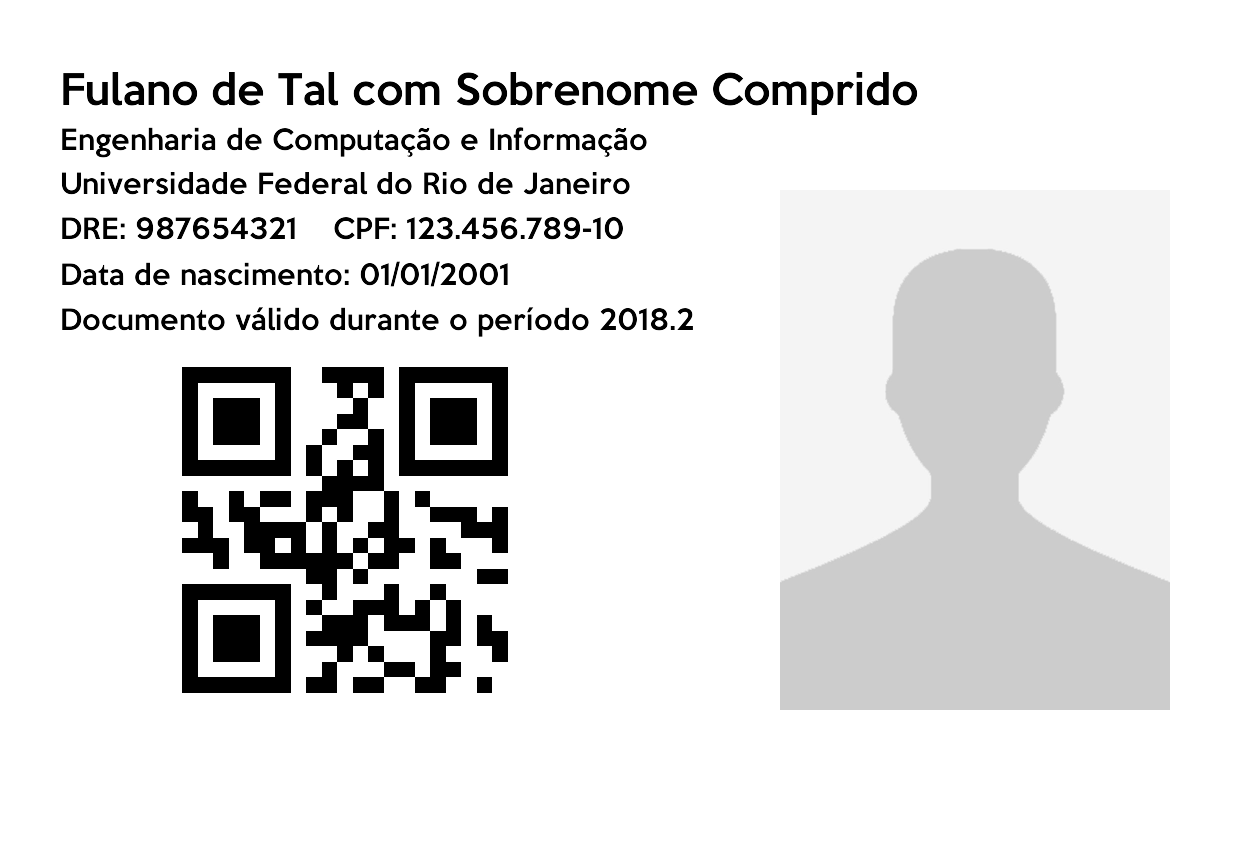 Fulano de Tal com Sobrenome Comprido
Engenharia de Computação e Informação
Universidade Federal do Rio de Janeiro
DRE: 987654321 CPF: 123.456.789-10
Data de nascimento: 01/01/2001
Documento válido durante o período 2018.2